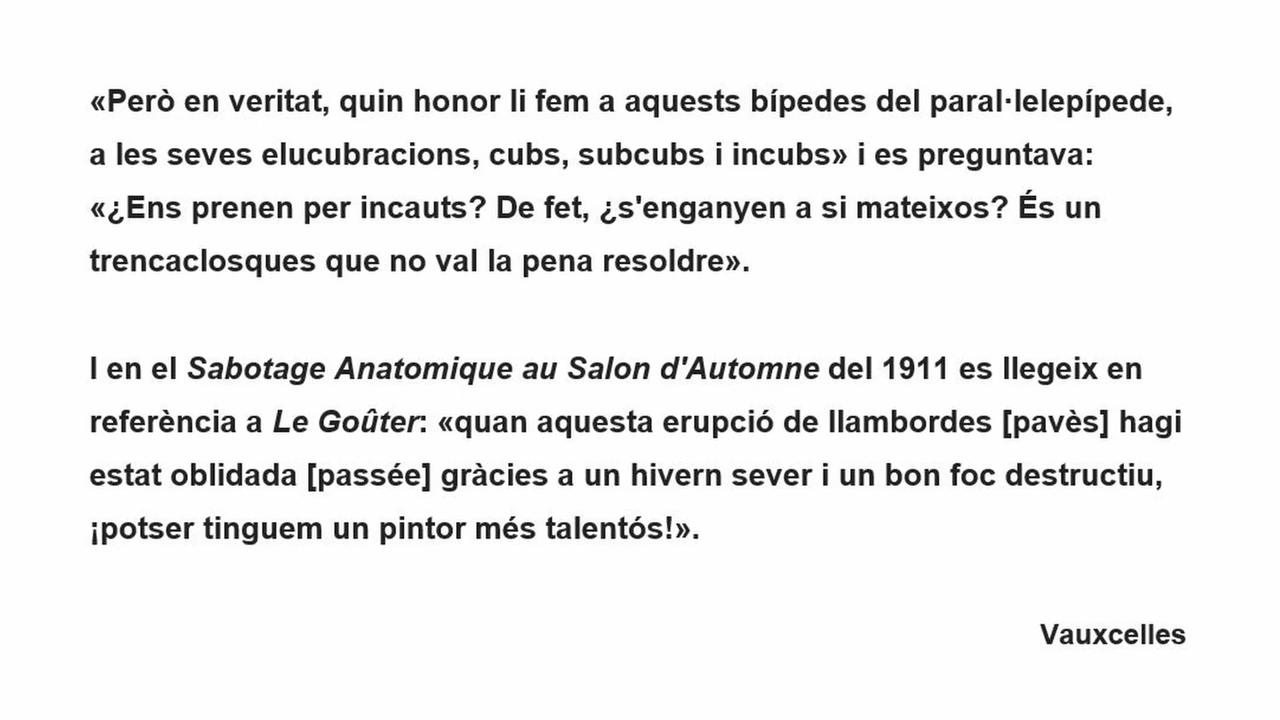 «Però en veritat, quin honor li fem a aquests bípedes del paral·lelepípede,
a les seves elucubracions, cubs, subcubs i incubs» i es preguntava:
«¿Ens prenen per incauts? De fet, ¿s'enganyen a si mateixos? És un
trencaclosques que no val la pena resoldre».
I en el Sabotage Anatomique au Salon d'Automne del 1911 es llegeix en
referència a Le Goûter: «quan aquesta erupció de llambordes [pavès] hagi
estat oblidada [passée] gràcies a un hivern sever i un bon foc destructiu,
¡potser tinguem un pintor més talentós!».
Vauxcelles